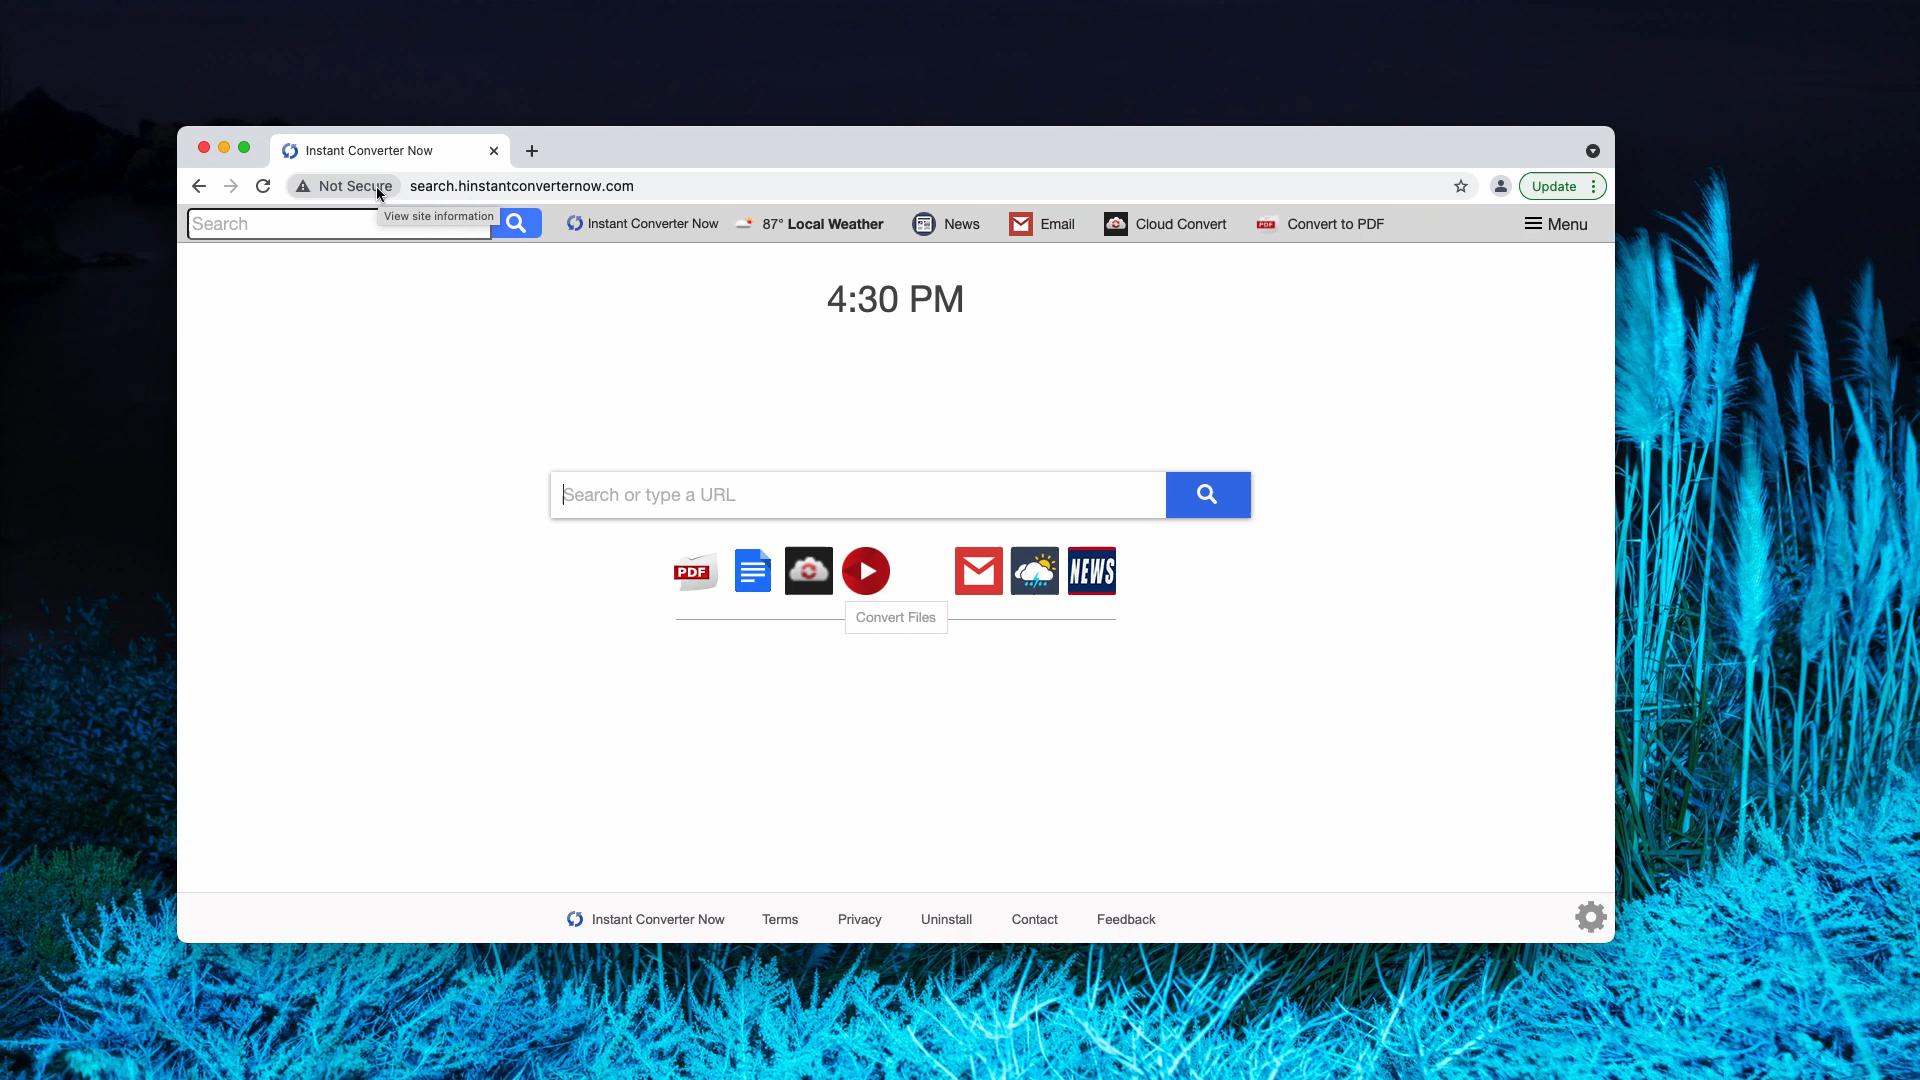 Instant Converter Now
Not Secure
search.hinstantconverternow.com
Update
Search
View site information
Instant Converter Now
87° Local Weather
News
Email
Cloud Convert
PDF
Convert to PDF
Menu
4:30 PM
Search or type a URL
PDF
NEWS
Convert Files
Instant Converter Now
Terms
Privacy
Uninstall
Contact
Feedback